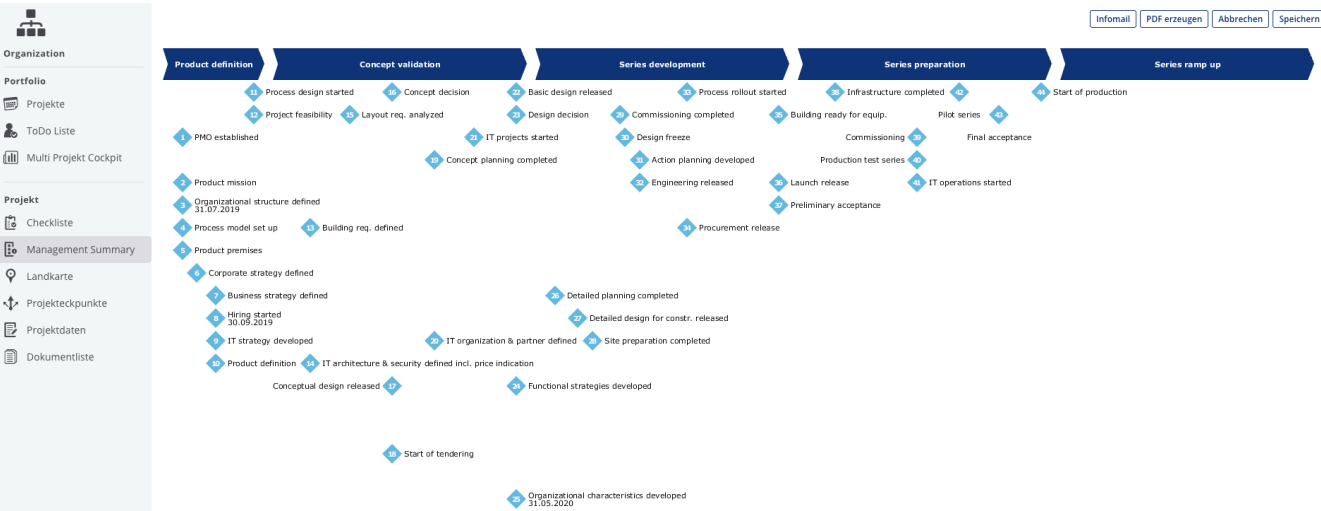 Infomail
PDF erzeugen
Abbrechen
Speichern
Organization
Portfolio
Projekte
ToDo Liste
Multi Projekt Cockpit
Projekt
Checkliste
Management Summary
Landkarte
Projekteckpunkte
Projektdaten
Dokumentliste
Product definition
Concept validation
Series development
Series preparation
Series ramp up
11 Process design started
16 Concept decision
22 Basic design released
33 Process rollout started
38 Infrastructure completed
42
44 Start of production
12 Project feasibility
15 Layout req. analyzed
23 Design decision
29 Commissioning completed
35 Building ready for equip.
Pilot series 43
1 PMO established
21 IT projects started
30 Design freeze
Commissioning 39
Final acceptance
19 Concept planning completed
31 Action planning developed
Production test series 40
2 Product mission
32 Engineering released
36 Launch release
41 IT operations started
3 Organizational structure defined
31.07.2019
37 Preliminary acceptance
4 Process model set up
13 Building req. defined
34 Procurement release
5 Product premises
6 Corporate strategy defined
7 Business strategy defined
26 Detailed planning completed
8 Hiring started
30.09.2019
27 Detailed design for constr. released
9 IT strategy developed
20 IT organization & partner defined
28 Site preparation completed
10 Product definition
14 IT architecture & security defined incl. price indication
Conceptual design released 17
24 Functional strategies developed
18 Start of tendering
25 Organizational characteristics developed
31.05.2020